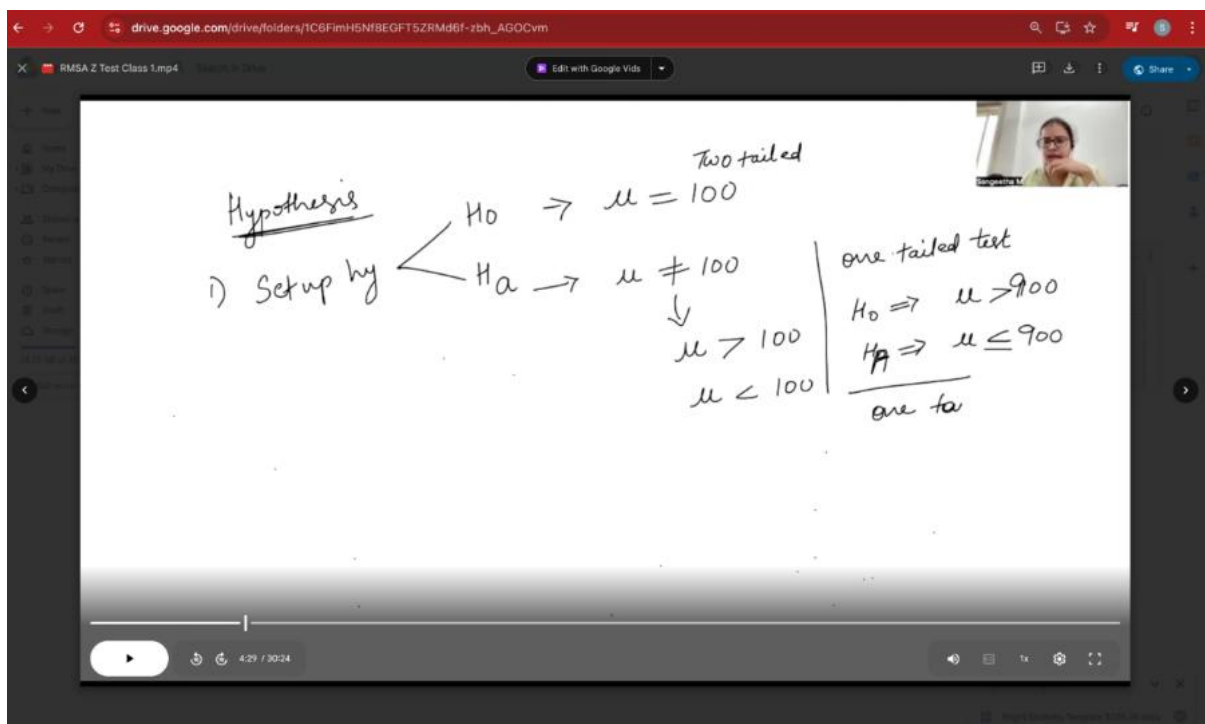 drive.google.com/drive/folders/1C6FimH5Nf8EGFT5ZRMd6f-zbh_AGOCvm
S
RMSA Z Test Class 1.mp4
Edit with Google Vids
Share
Sangeetha M
Two tailed
Hypothesis
H0 → μ = 100
1) Set up hy
Ha → μ ≠ 100
↓
μ > 100
μ < 100
one tailed test
H0 ⇒ μ > 900
HA ⇒ μ ≤ 900
one ta
4:29 / 30:24
1x